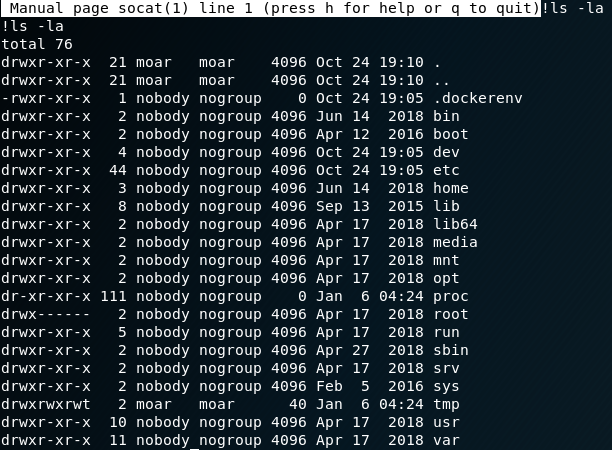 Manual page socat(1) line 1 (press h for help or q to quit)!ls -la
!ls -la
total 76
drwxr-xr-x  21 moar   moar    4096 Oct 24 19:10 .
drwxr-xr-x  21 moar   moar    4096 Oct 24 19:10 ..
-rwxr-xr-x   1 nobody nogroup    0 Oct 24 19:05 .dockerenv
drwxr-xr-x   2 nobody nogroup 4096 Jun 14  2018 bin
drwxr-xr-x   2 nobody nogroup 4096 Apr 12  2016 boot
drwxr-xr-x   4 nobody nogroup 4096 Oct 24 19:05 dev
drwxr-xr-x  44 nobody nogroup 4096 Oct 24 19:05 etc
drwxr-xr-x   3 nobody nogroup 4096 Jun 14  2018 home
drwxr-xr-x   8 nobody nogroup 4096 Sep 13  2015 lib
drwxr-xr-x   2 nobody nogroup 4096 Apr 17  2018 lib64
drwxr-xr-x   2 nobody nogroup 4096 Apr 17  2018 media
drwxr-xr-x   2 nobody nogroup 4096 Apr 17  2018 mnt
drwxr-xr-x   2 nobody nogroup 4096 Apr 17  2018 opt
dr-xr-xr-x 111 nobody nogroup    0 Jan  6 04:24 proc
drwx------   2 nobody nogroup 4096 Apr 17  2018 root
drwxr-xr-x   5 nobody nogroup 4096 Apr 17  2018 run
drwxr-xr-x   2 nobody nogroup 4096 Apr 27  2018 sbin
drwxr-xr-x   2 nobody nogroup 4096 Apr 17  2018 srv
drwxr-xr-x   2 nobody nogroup 4096 Feb  5  2016 sys
drwxrwxrwt   2 moar   moar      40 Jan  6 04:24 tmp
drwxr-xr-x  10 nobody nogroup 4096 Apr 17  2018 usr
drwxr-xr-x  11 nobody nogroup 4096 Apr 17  2018 var